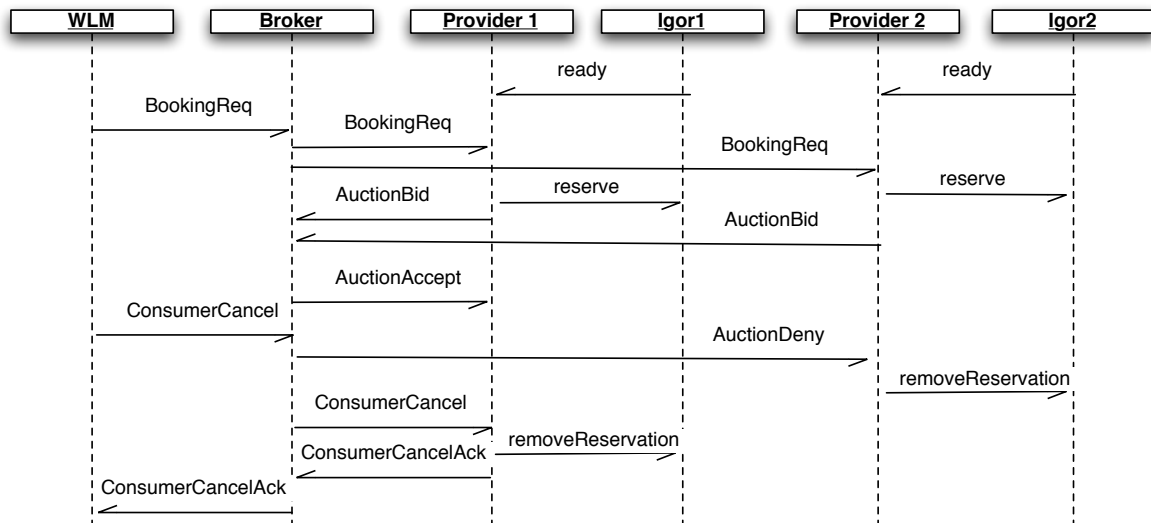 WLM Broker Provider 1 Igor1 Provider 2 Igor2
ready ready
BookingReq
BookingReq
BookingReq
reserve
reserve
AuctionBid
AuctionBid
AuctionAccept
ConsumerCancel
AuctionDeny
removeReservation
ConsumerCancel
removeReservation
ConsumerCancelAck
ConsumerCancelAck